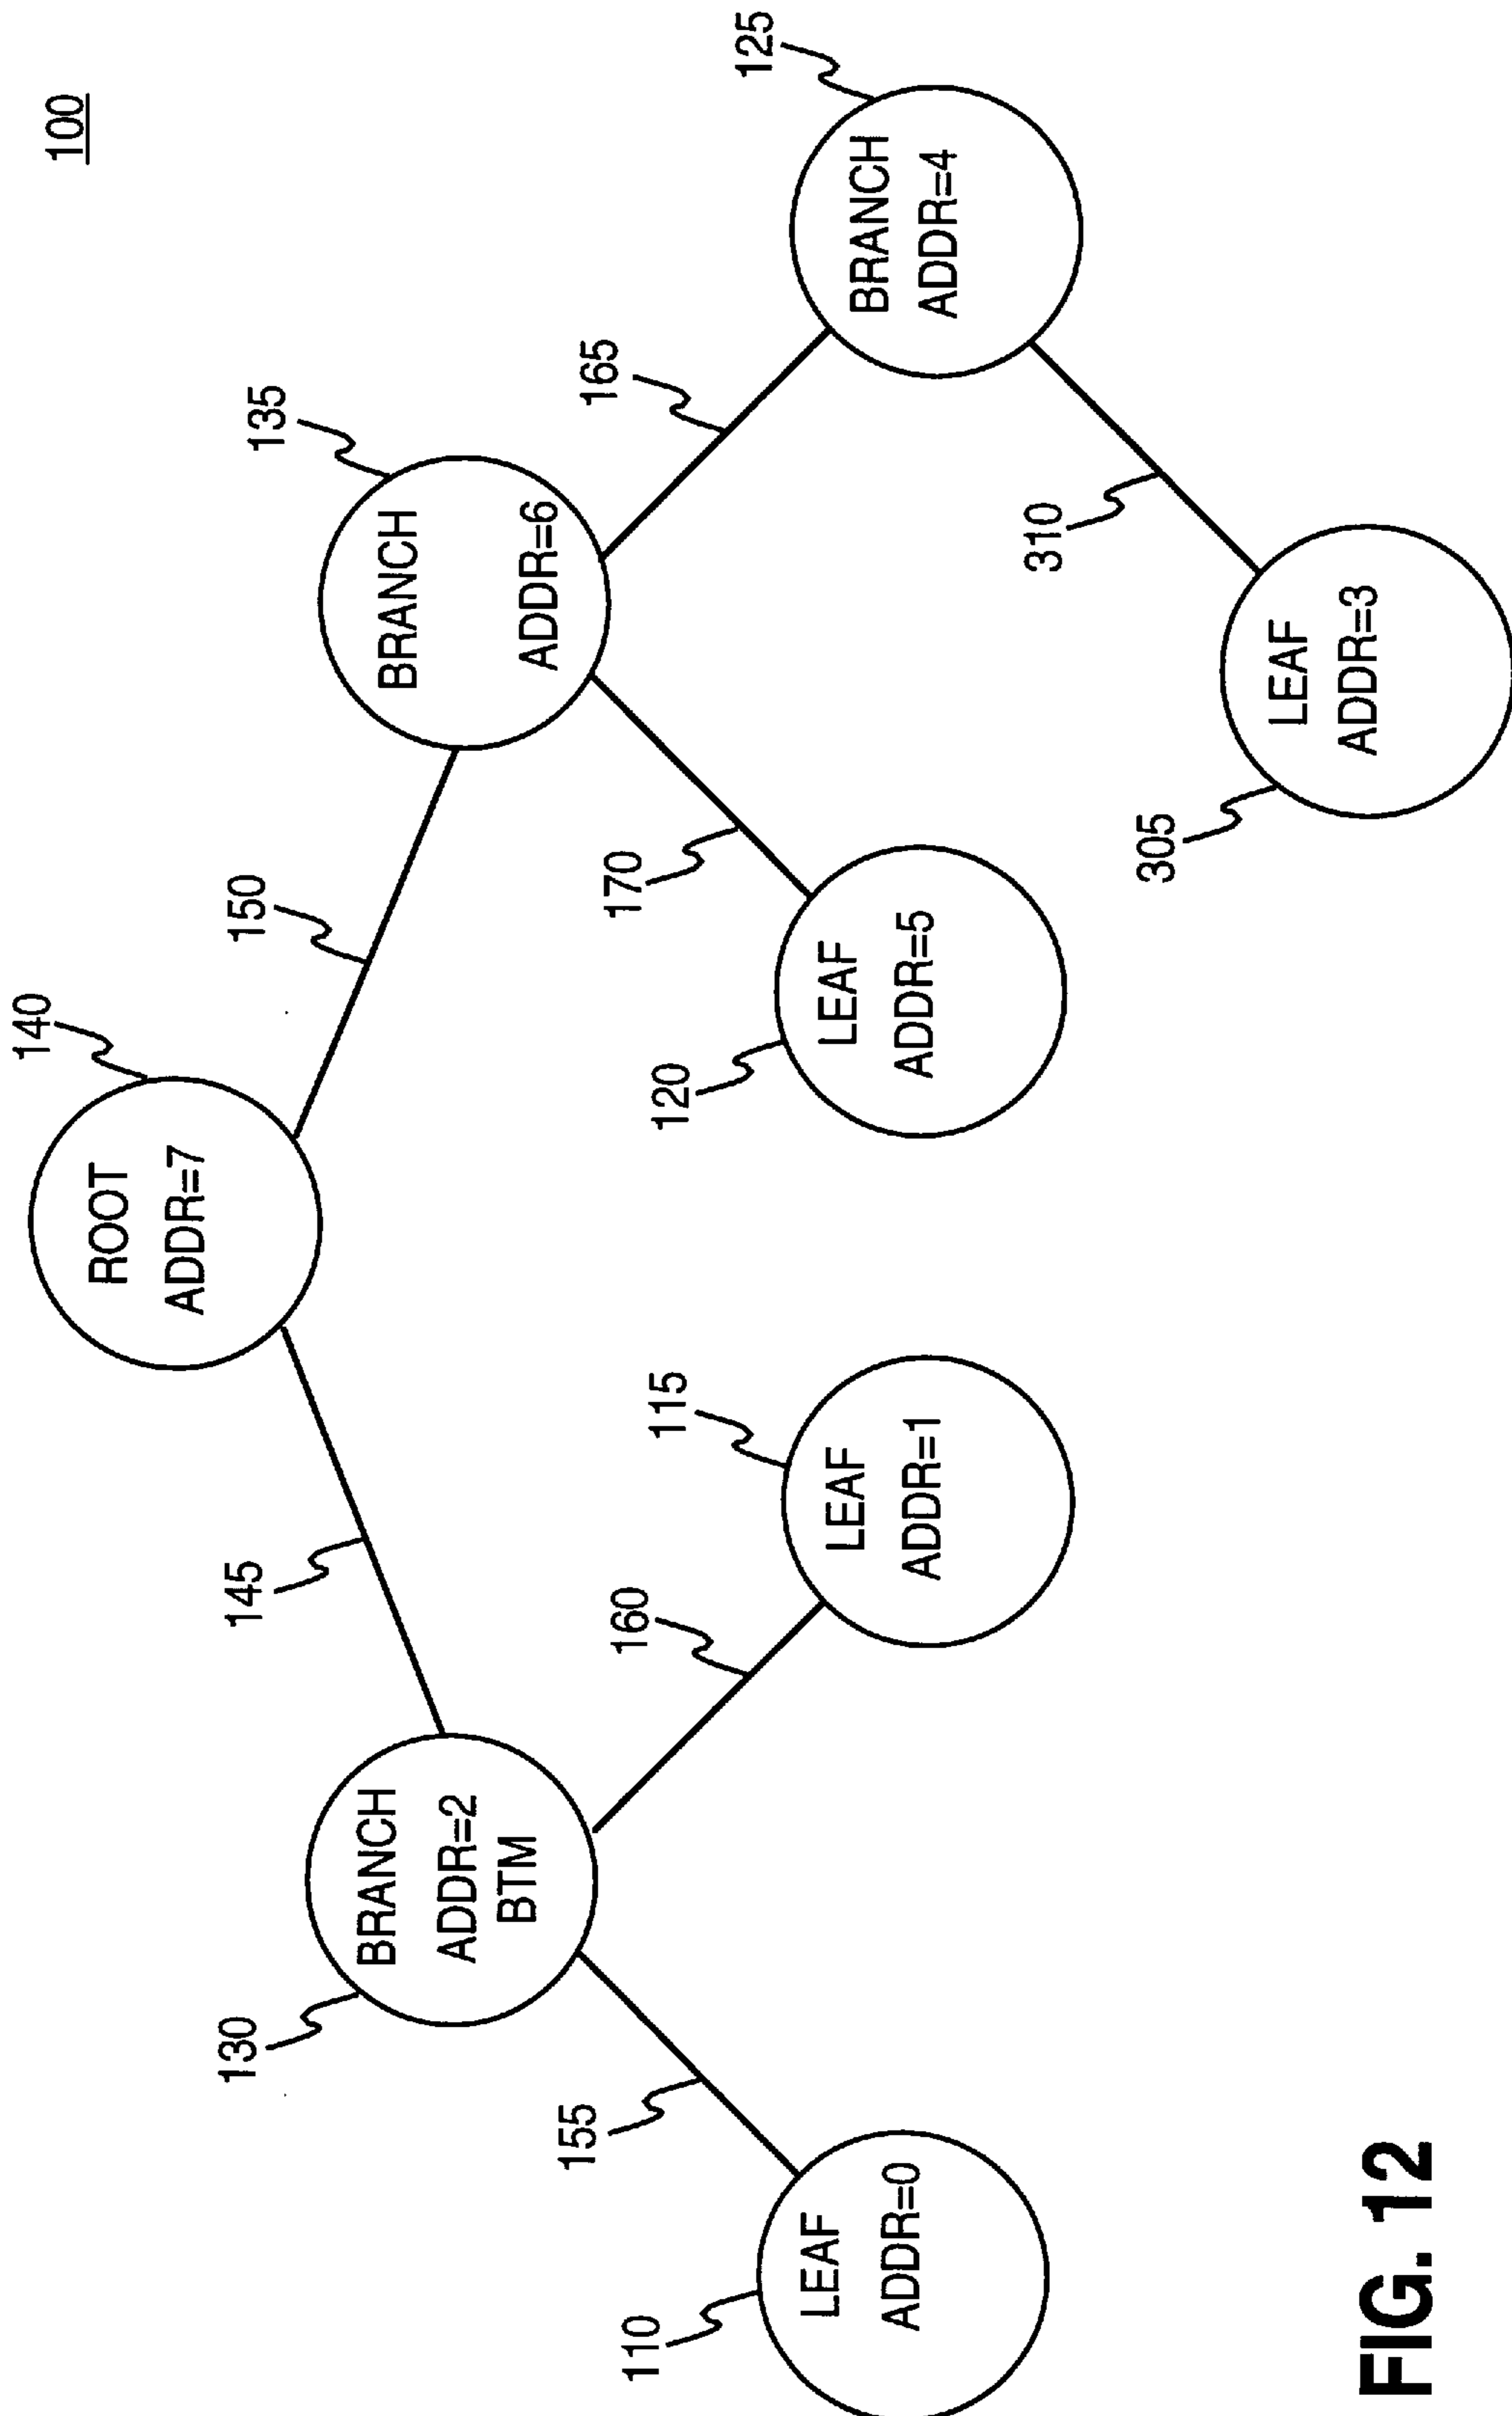 100
140
ROOT
ADDR=7
145
150
130
BRANCH
ADDR=2
BTM
135
BRANCH
ADDR=6
155
160
170
165
110
LEAF
ADDR=0
115
LEAF
ADDR=1
120
LEAF
ADDR=5
125
BRANCH
ADDR=4
310
305
LEAF
ADDR=3
FIG. 12